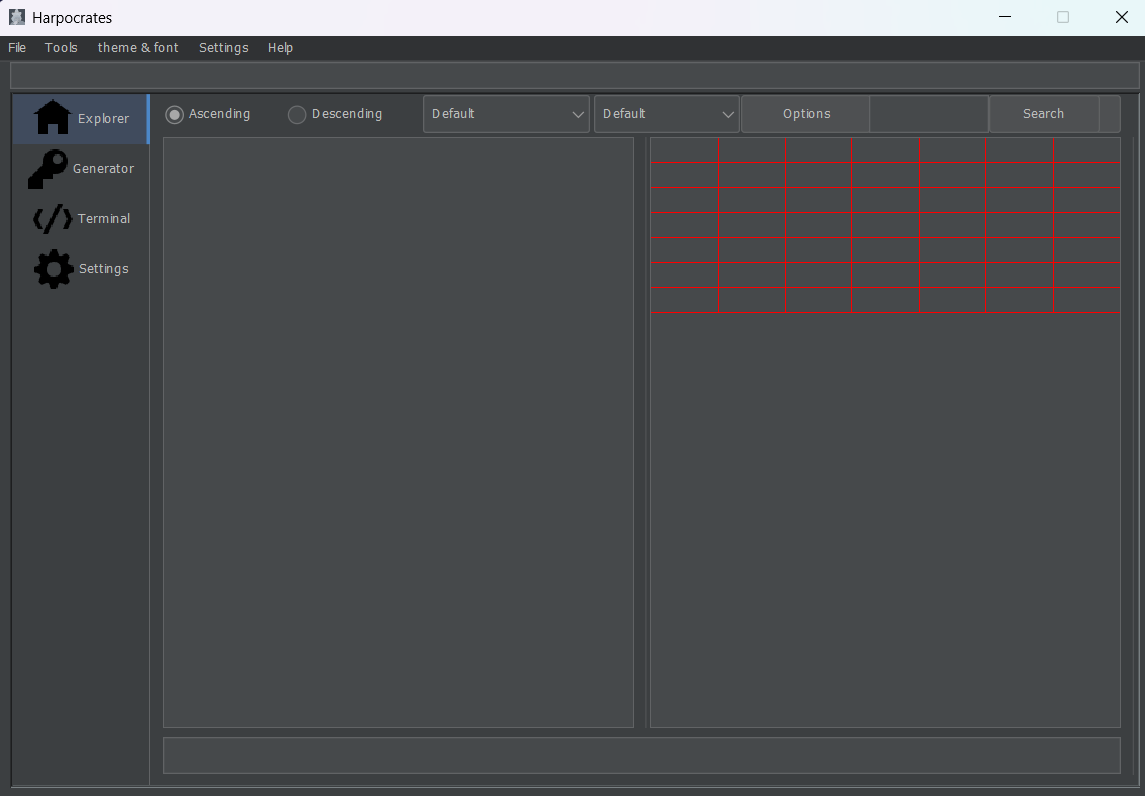 Harpocrates
File Tools theme & font Settings Help
Explorer
Ascending Descending Default Default Options Search
Generator
Terminal
Settings